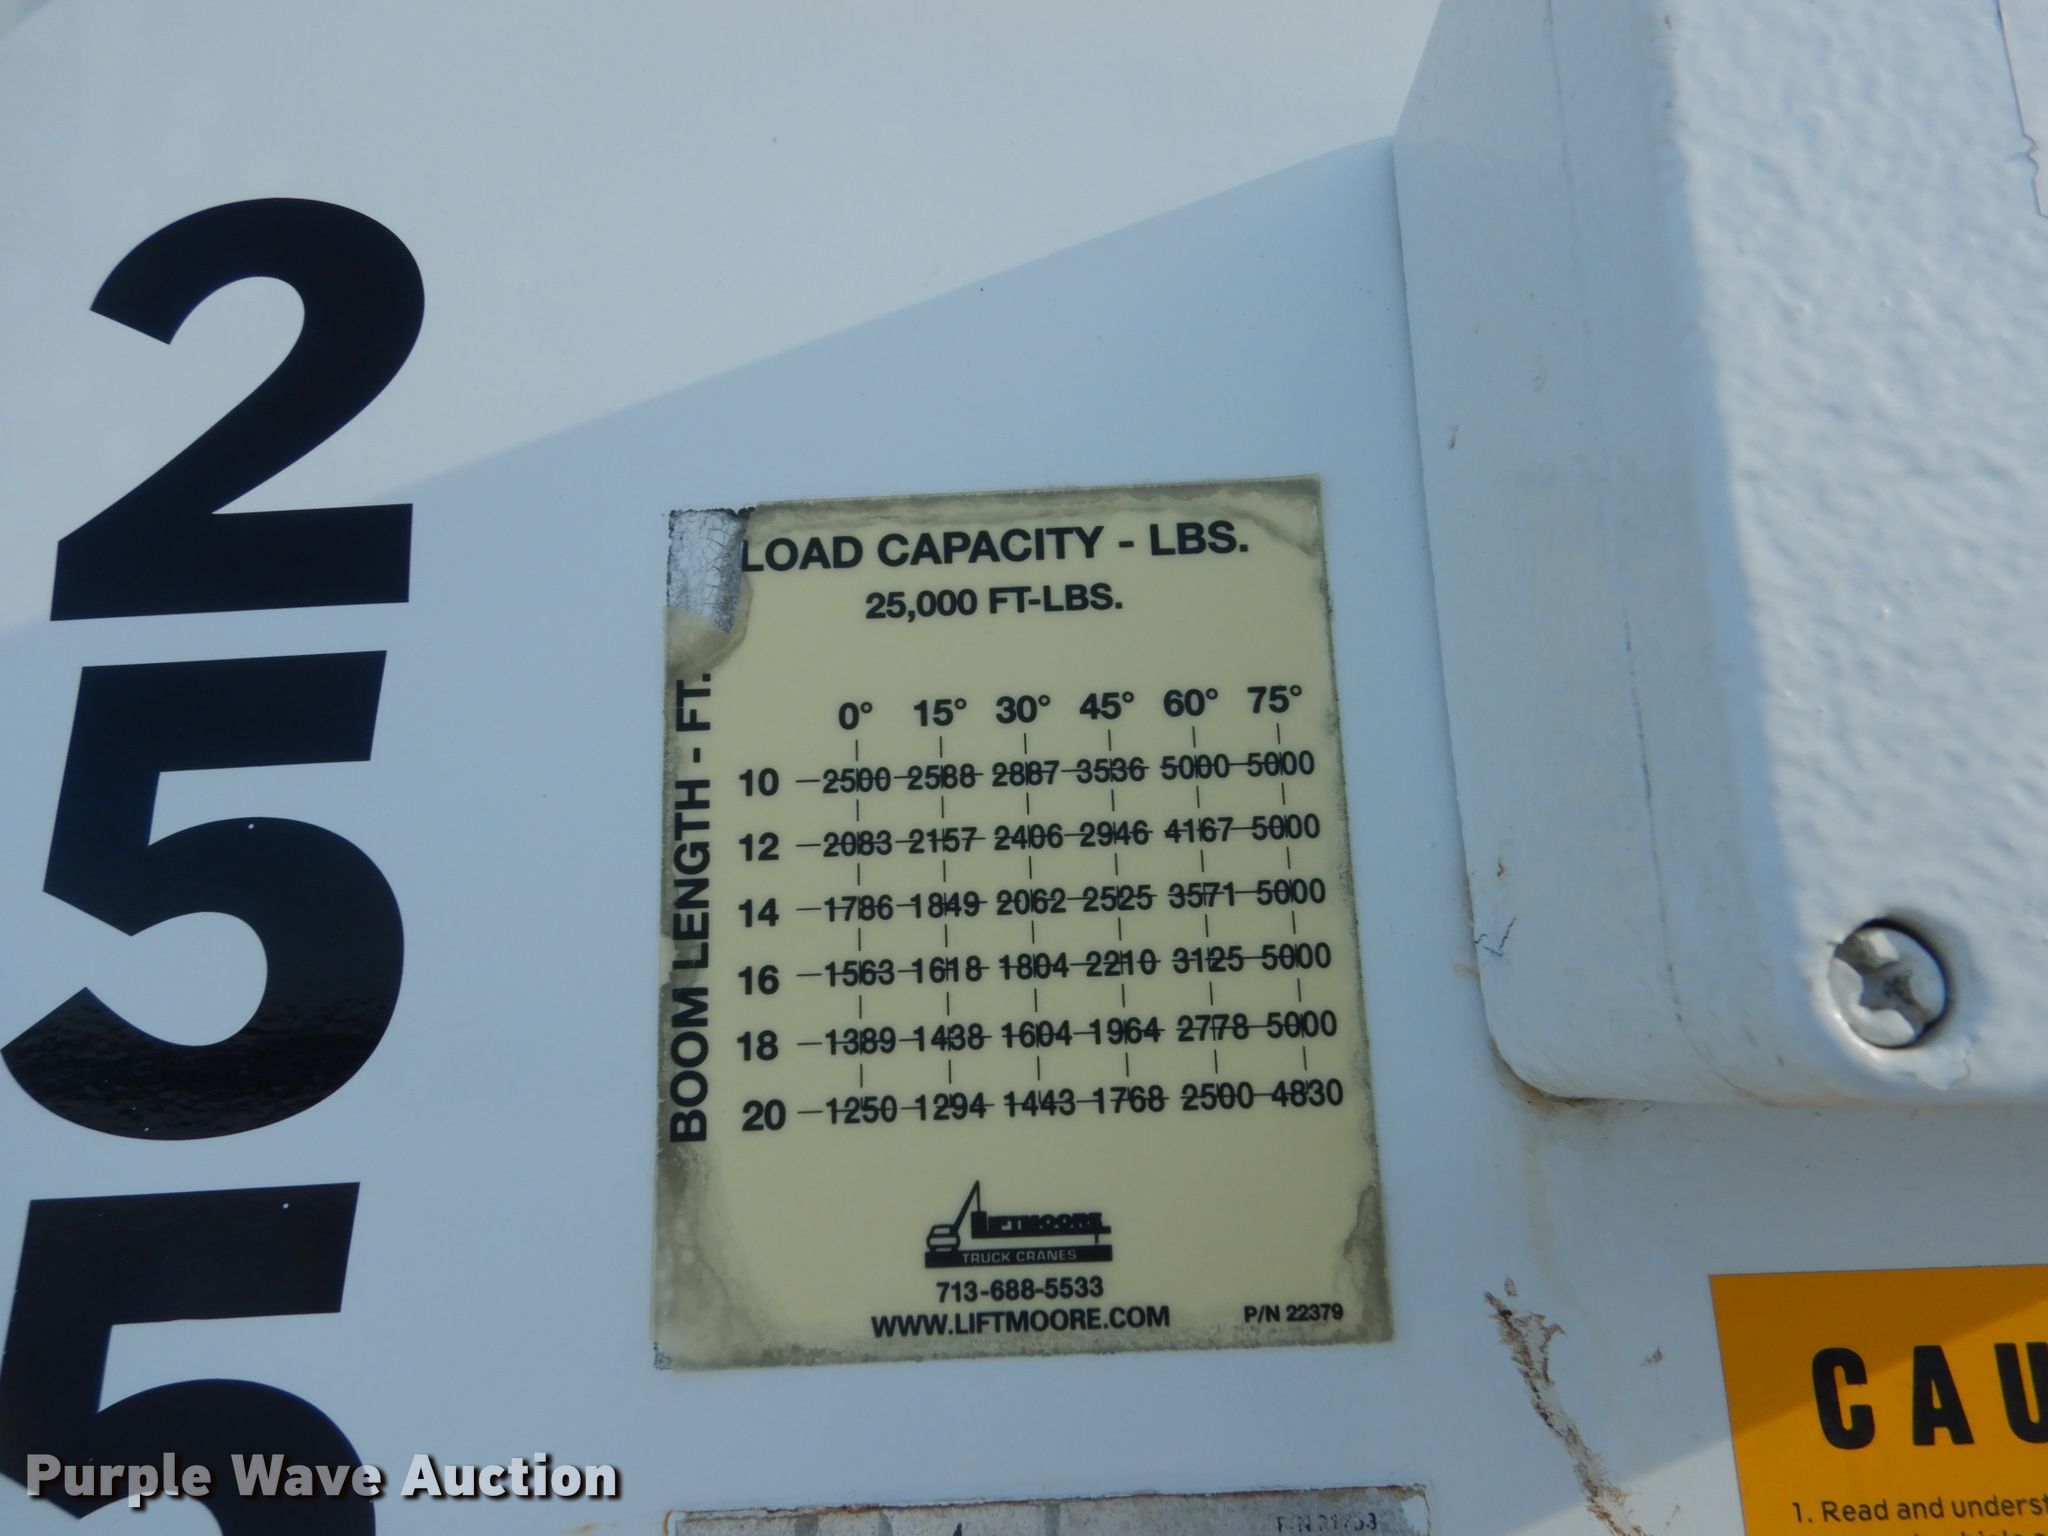 2
5
5
LOAD CAPACITY - LBS.
25,000 FT-LBS.
BOOM LENGTH - FT.
0° 15° 30° 45° 60° 75°
10 2500 2588 2887 3536 5000 5000
12 2083 2157 2406 2946 4167 5000
14 1786 1849 2062 2525 3571 5000
16 1563 1618 1804 2210 3125 5000
18 1389 1438 1604 1964 2778 5000
20 1250 1294 1443 1768 2500 4830
LIFTMOORE
TRUCK CRANES
713-688-5533
WWW.LIFTMOORE.COM
P/N 22379
CAU
1. Read and underst
Purple Wave Auction